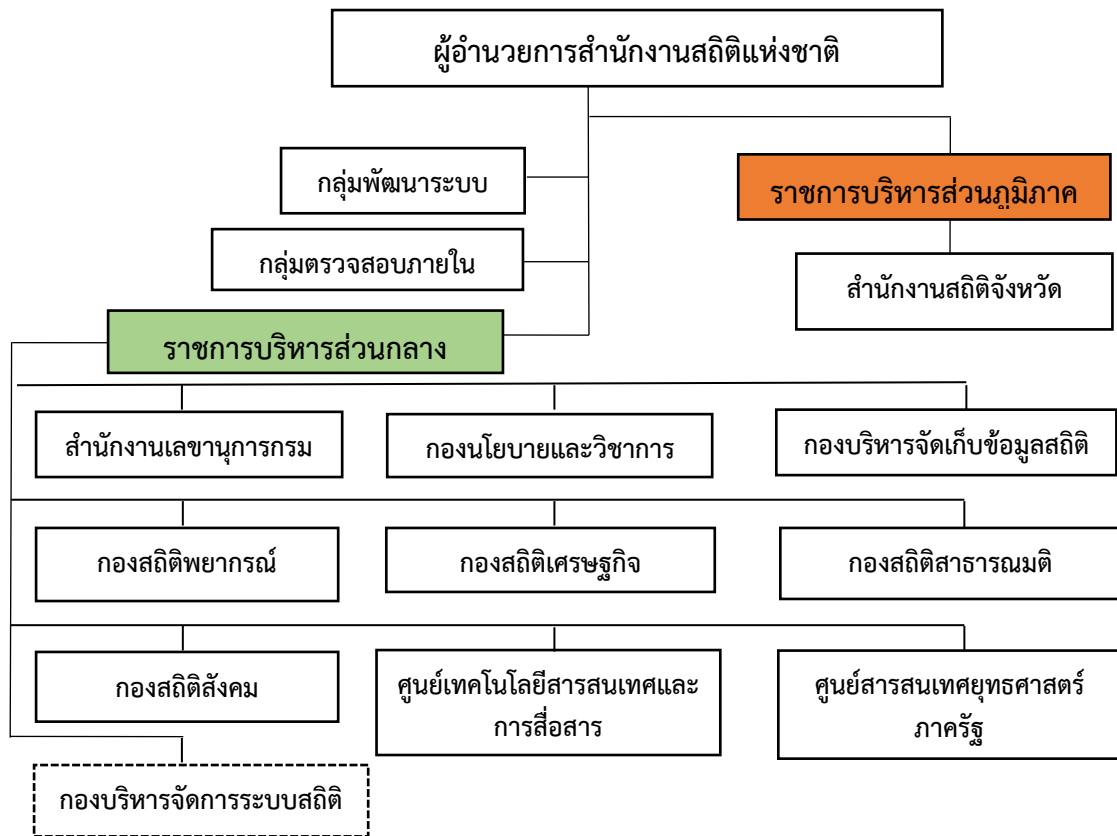 ผู้อำนวยการสำนักงานสถิติแห่งชาติ
กลุ่มพัฒนาระบบ
ราชการบริหารส่วนภูมิภาค
กลุ่มตรวจสอบภายใน
สำนักงานสถิติจังหวัด
ราชการบริหารส่วนกลาง
สำนักงานเลขานุการกรม
กองนโยบายและวิชาการ
กองบริหารจัดเก็บข้อมูลสถิติ
กองสถิติพยากรณ์
กองสถิติเศรษฐกิจ
กองสถิติสาธารณมติ
กองสถิติสังคม
ศูนย์เทคโนโลยีสารสนเทศและ
การสื่อสาร
ศูนย์สารสนเทศยุทธศาสตร์
ภาครัฐ
กองบริหารจัดการระบบสถิติ